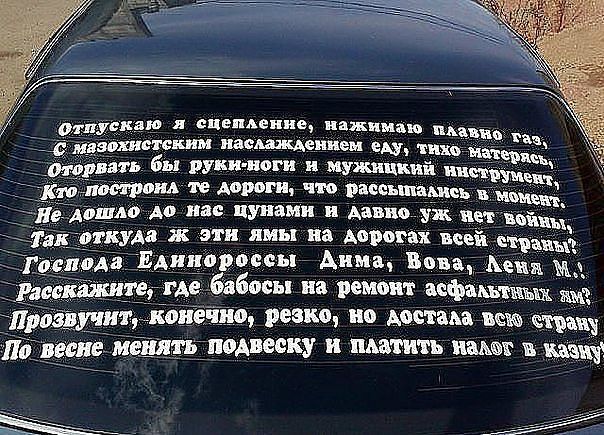 Отпускаю я сцепление, нажимаю плавно газ,
С мазохистским наслаждением еду, тихо матерясь,
Оторвать бы руки-ноги и мужицкий инструмент,
Кто построил те дороги, что рассыпались в момент.
Не дошло до нас цунами и давно уж нет войны,
Так откуда ж эти ямы на дорогах всей страны?
Господа Единороссы Дима, Вова, Леня М.!
Расскажите, где бабосы на ремонт асфальтных ям?
Прозвучит, конечно, резко, но достала всю страну
По весне менять подвеску и платить налог в казну!